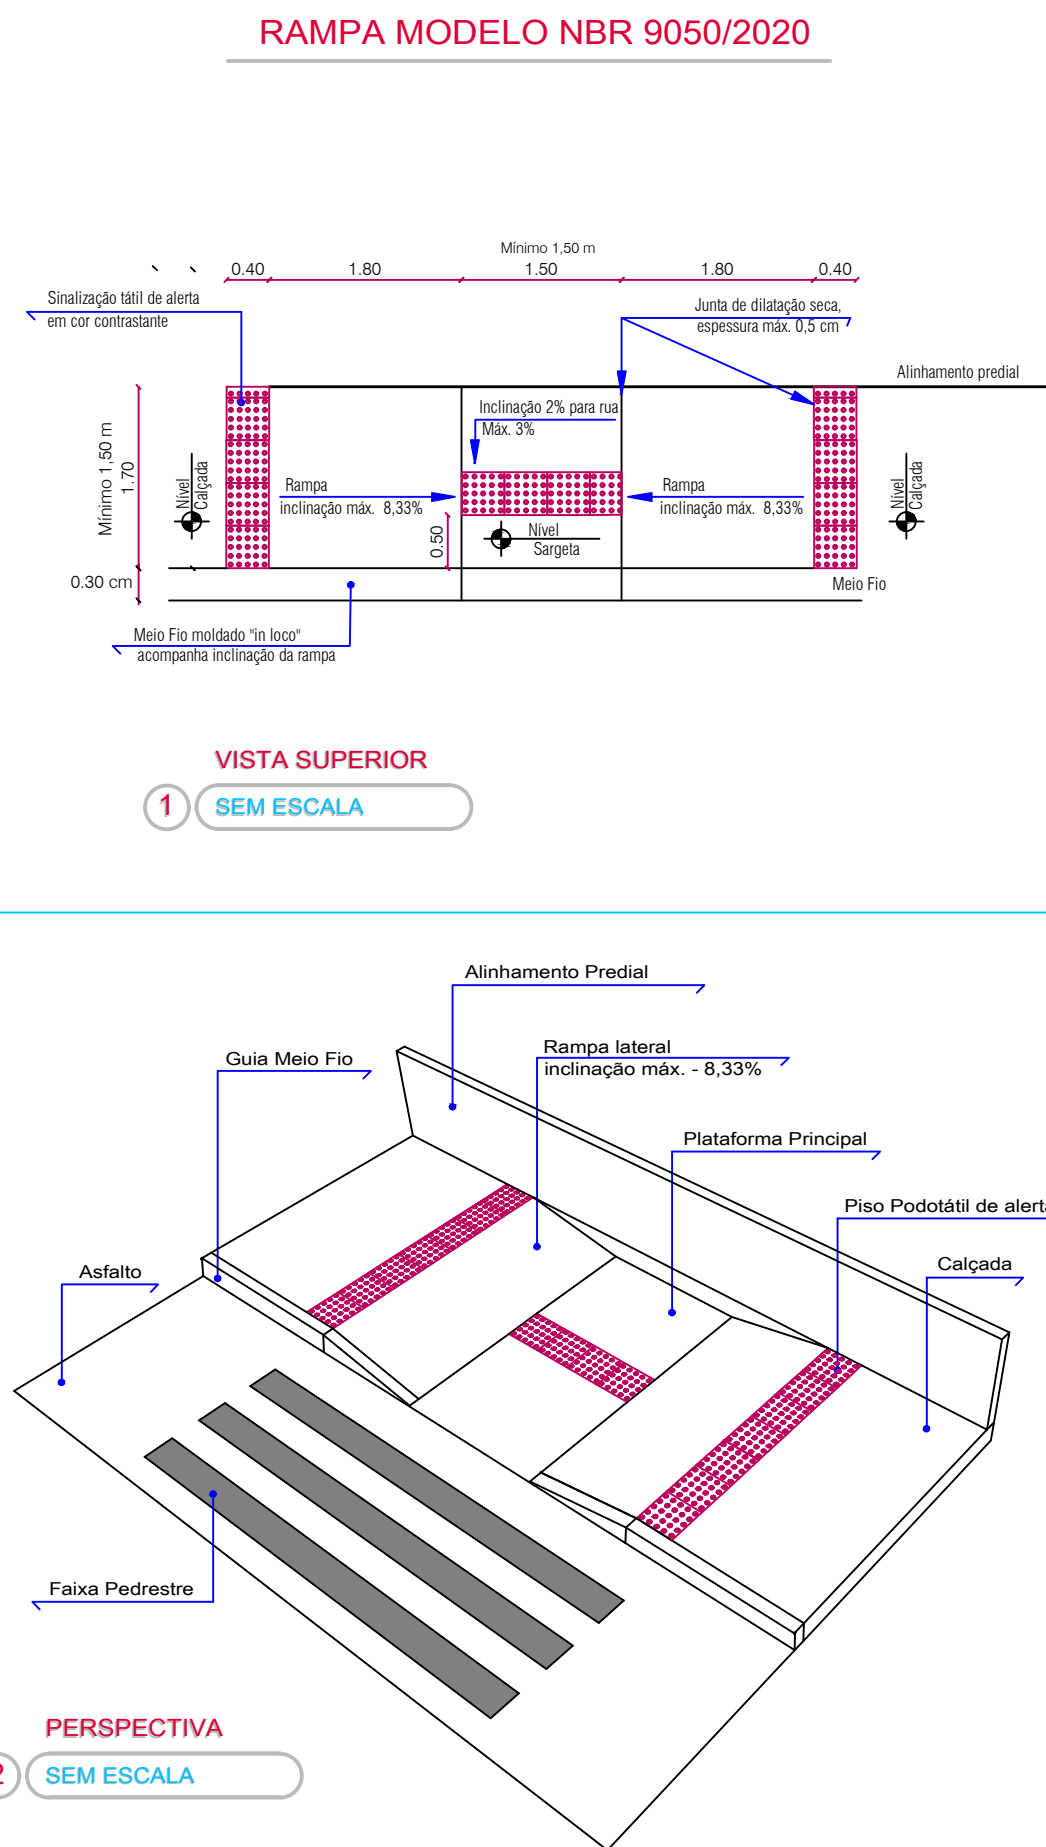 RAMPA MODELO NBR 9050/2020
Mínimo 1,50 m
0.40 1.80 1.50 1.80 0.40
Sinalização tátil de alerta
em cor contrastante
Junta de dilatação seca,
espessura máx. 0,5 cm
Alinhamento predial
Inclinação 2% para rua
Máx. 3%
Mínimo 1,50 m
1.70
Nível
Calçada
Rampa
inclinação máx. 8,33%
Rampa
inclinação máx. 8,33%
Nível
Calçada
0.50
Nível
Sargeta
0.30 cm
Meio Fio
Meio Fio moldado "in loco"
acompanha inclinação da rampa
VISTA SUPERIOR
1 SEM ESCALA
Alinhamento Predial
Rampa lateral
inclinação máx. - 8,33%
Guia Meio Fio
Plataforma Principal
Piso Podotátil de alerta
Calçada
Asfalto
Faixa Pedrestre
PERSPECTIVA
2 SEM ESCALA